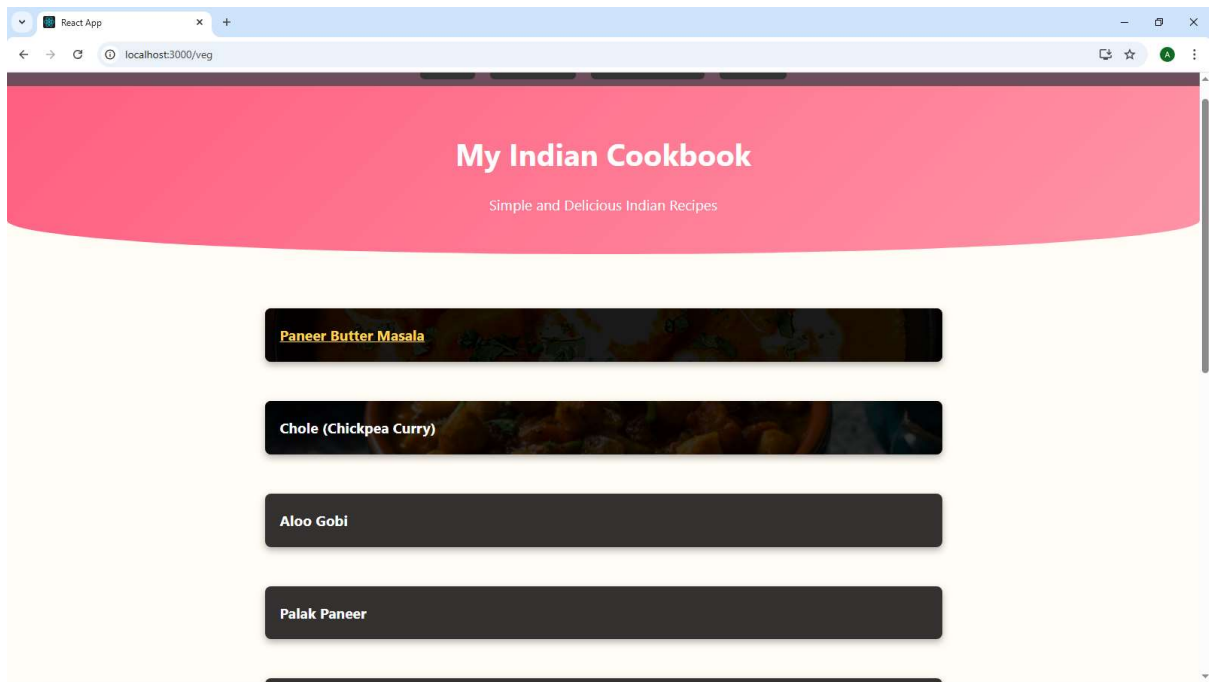 React App
localhost:3000/veg
A
My Indian Cookbook
Simple and Delicious Indian Recipes
Paneer Butter Masala
Chole (Chickpea Curry)
Aloo Gobi
Palak Paneer